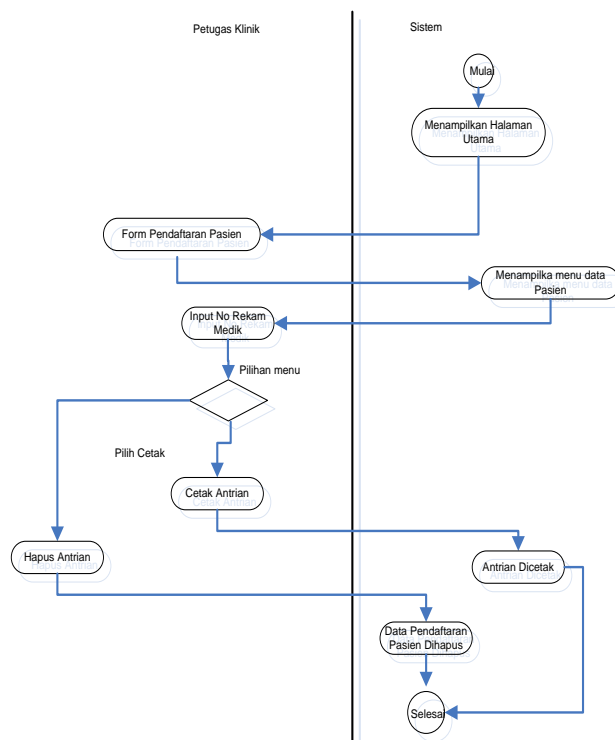 Petugas Klinik
Sistem
Mulai
Menampilkan Halaman
Utama
Form Pendaftaran Pasien
Menampilka menu data
Pasien
Input No Rekam
Medik
Pilihan menu
Pilih Cetak
Cetak Antrian
Hapus Antrian
Antrian Dicetak
Data Pendaftaran
Pasien Dihapus
Selesai